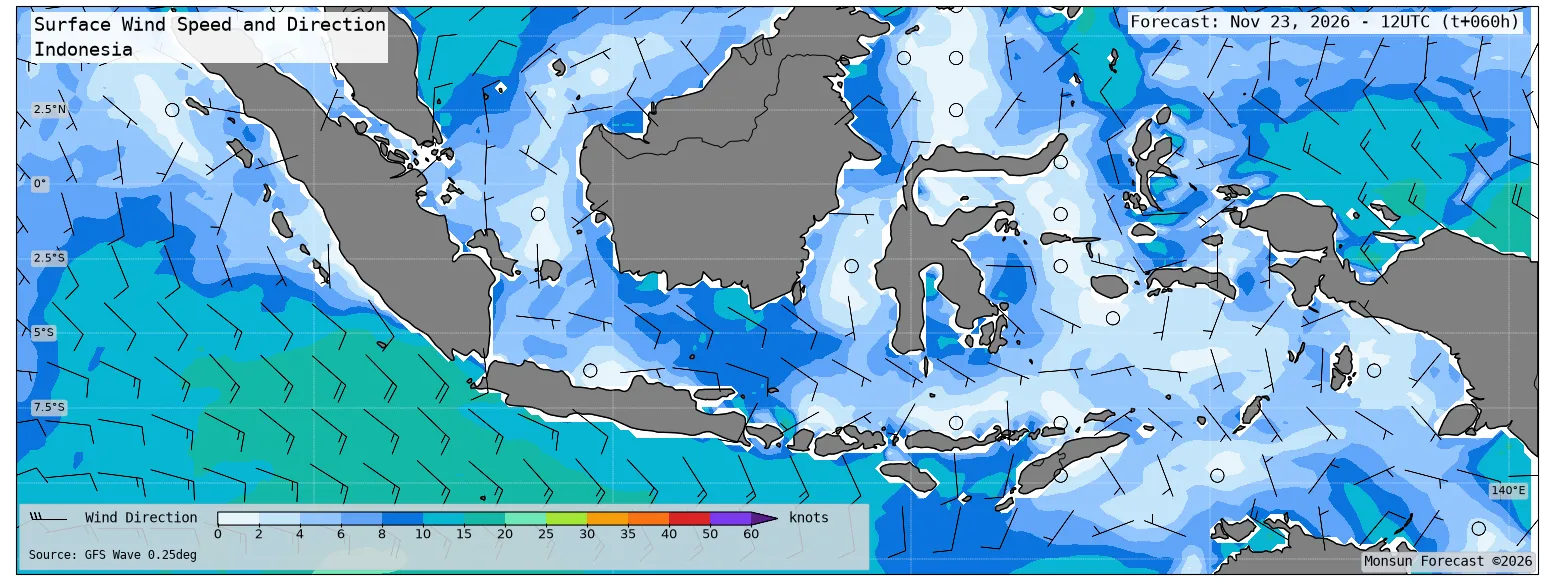 Surface Wind Speed and Direction
Indonesia
Forecast: Nov 23, 2026 - 12UTC (t+060h)
2.5°N
0°
2.5°S
5°S
7.5°S
140°E
Wind Direction
knots
0 2 4 6 8 10 15 20 25 30 35 40 50 60
Source: GFS Wave 0.25deg
Monsun Forecast ©2026